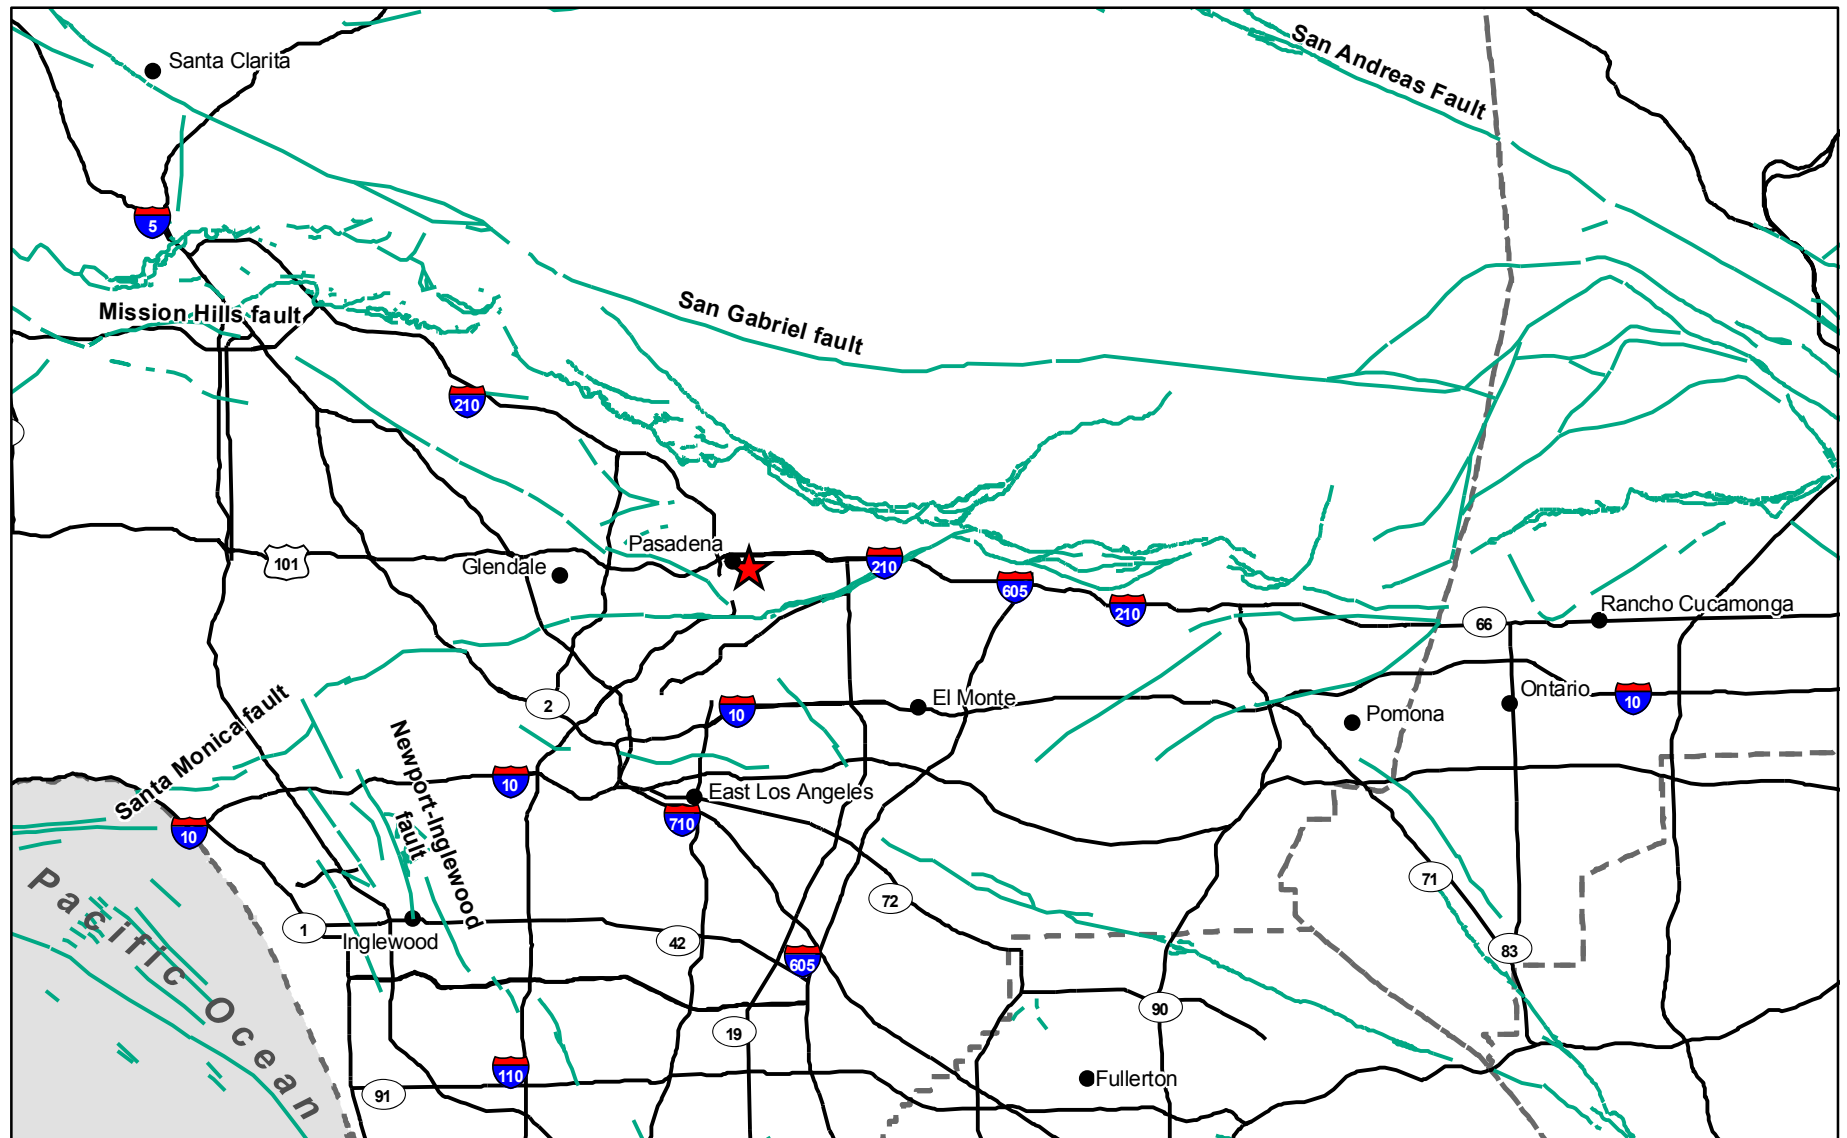 San Andreas Fault
Santa Clarita
5
San Gabriel fault
Mission Hills fault
210
Pasadena
101
Glendale
210
605
210
Rancho Cucamonga
66
El Monte
Ontario
2
10
10
Pomona
Santa Monica fault
Newport-Inglewood
fault
10
East Los Angeles
710
10
71
72
Pacific Ocean
1
Inglewood
42
83
605
90
19
110
Fullerton
91